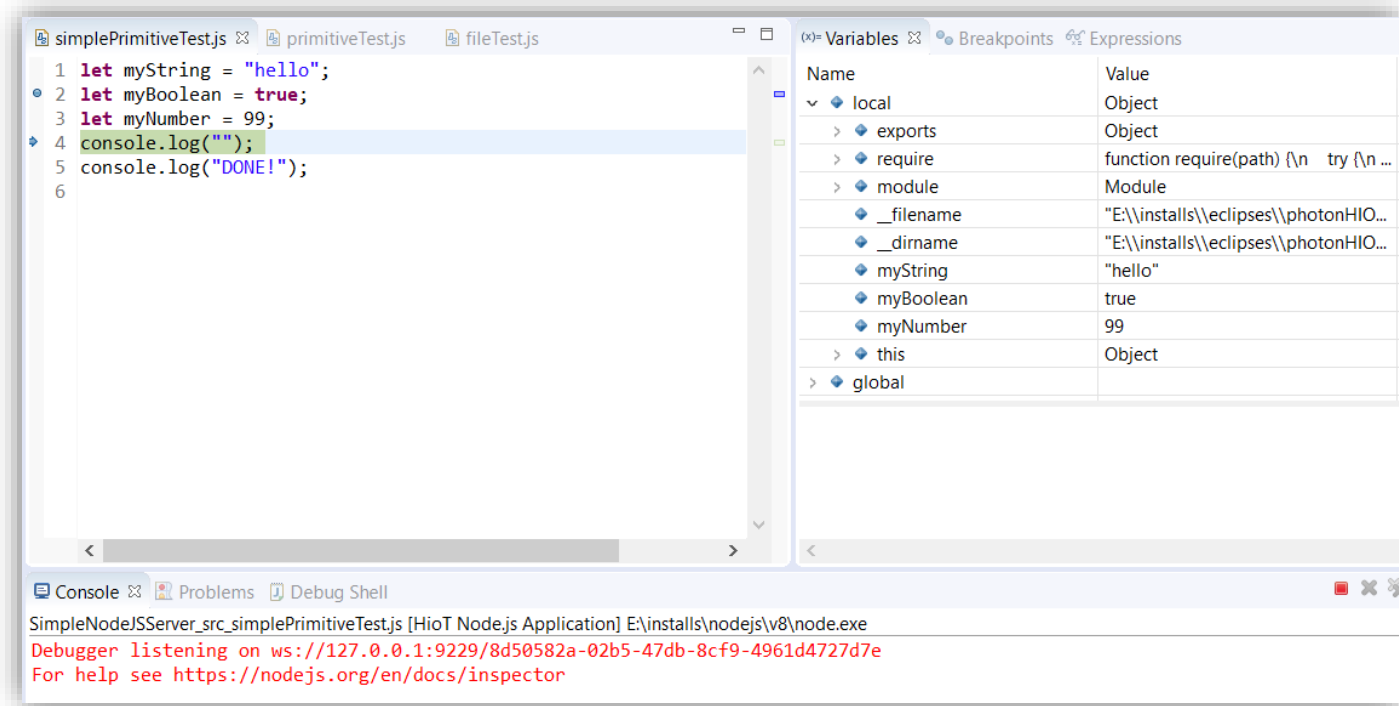 simplePrimitiveTest.js primitiveTest.js fileTest.js
1 let myString = "hello";
2 let myBoolean = true;
3 let myNumber = 99;
4 console.log("");
5 console.log("DONE!");
6
(x)= Variables Breakpoints Expressions
Name Value
local Object
exports Object
require function require(path) {\n try {\n ...
module Module
__filename "E:\\installs\\eclipses\\photonHIO...
__dirname "E:\\installs\\eclipses\\photonHIO...
myString "hello"
myBoolean true
myNumber 99
this Object
global
Console Problems Debug Shell
SimpleNodeJSServer_src_simplePrimitiveTest.js [HioT Node.js Application] E:\installs\nodejs\v8\node.exe
Debugger listening on ws://127.0.0.1:9229/8d50582a-02b5-47db-8cf9-4961d4727d7e
For help see https://nodejs.org/en/docs/inspector